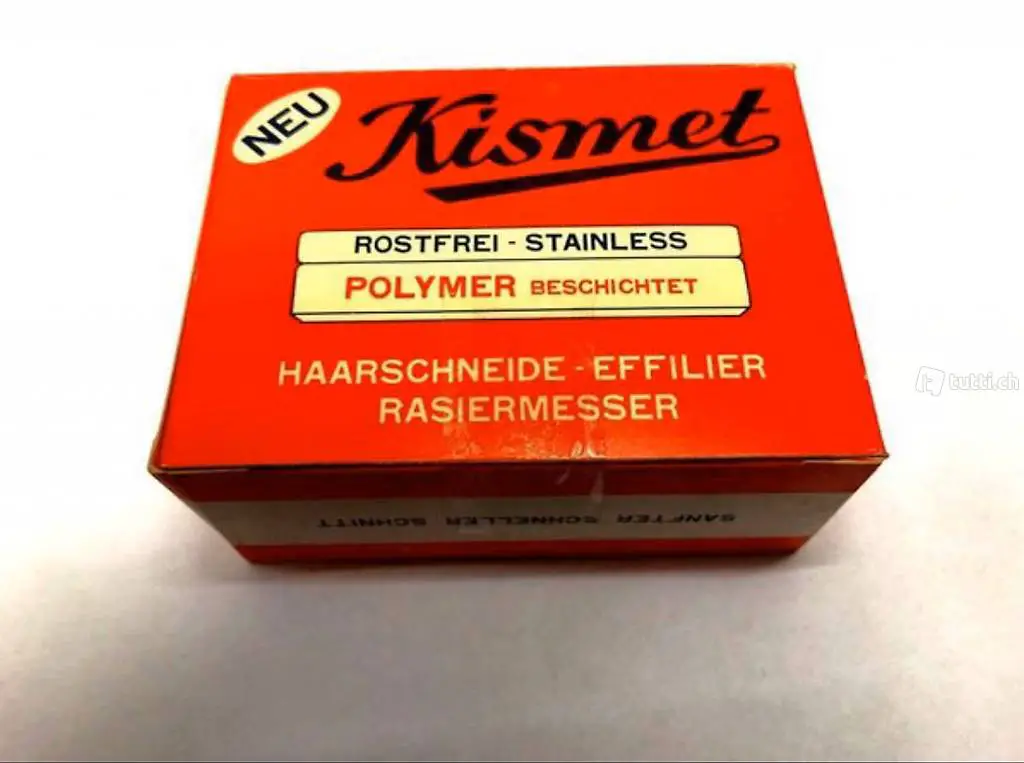 NEU
Kismet
ROSTFREI - STAINLESS
POLYMER BESCHICHTET
HAARSCHNEIDE - EFFILIER
RASIERMESSER
SANFTER SCHNELLER SCHNITT
tutti.ch